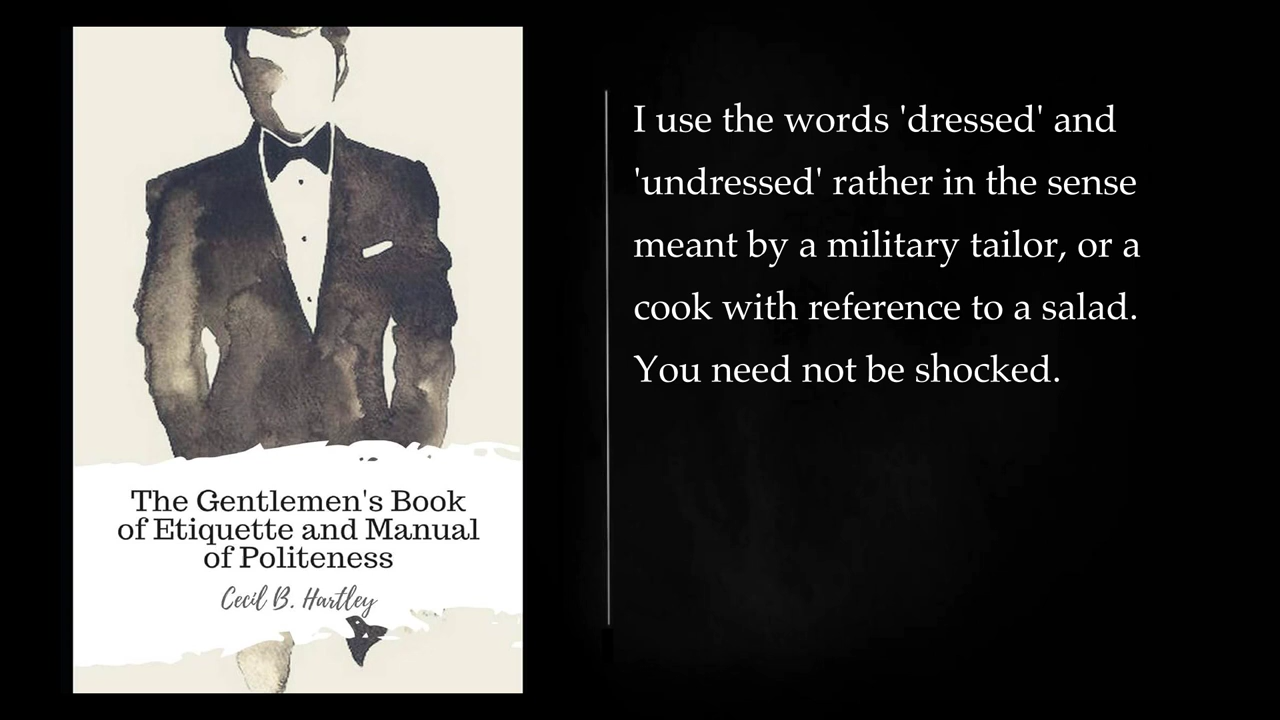 The Gentlemen's Book
of Etiquette and Manual
of Politeness
Cecil B. Hartley
I use the words 'dressed' and
'undressed' rather in the sense
meant by a military tailor, or a
cook with reference to a salad.
You need not be shocked.